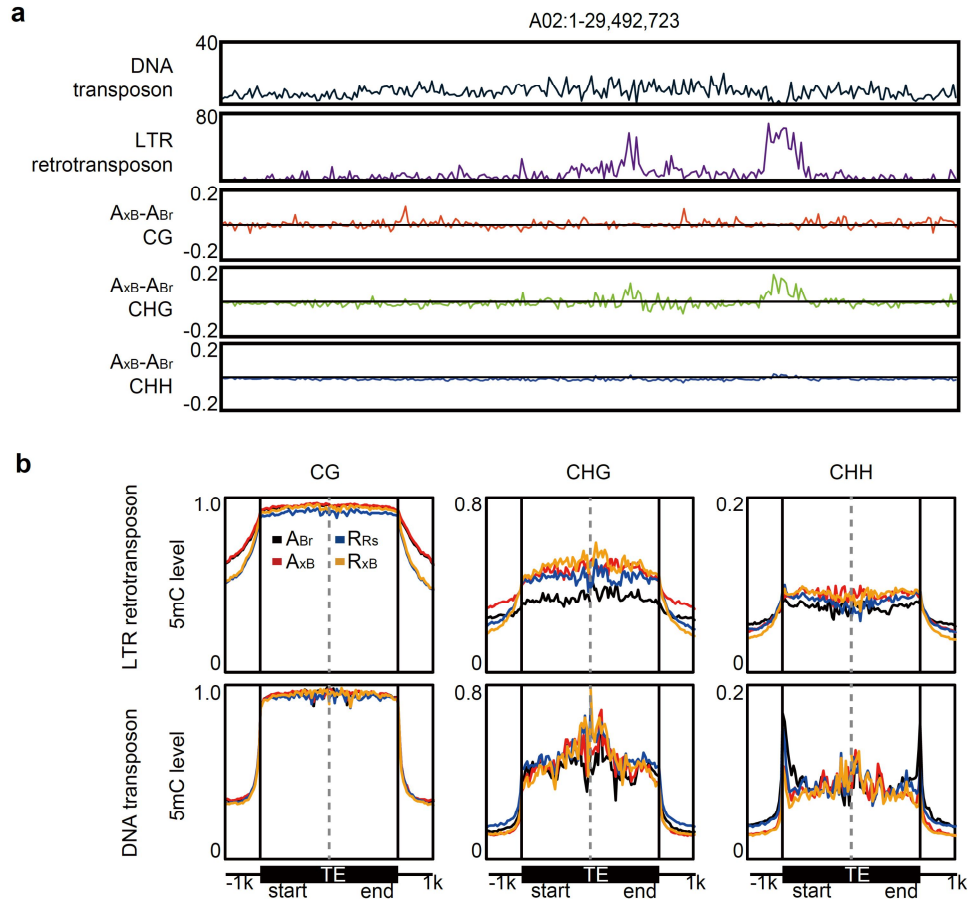 a
A02:1-29,492,723
40
DNA
transposon
80
LTR
retrotransposon
0.2
AxB-ABr
CG
-0.2
0.2
AxB-ABr
CHG
-0.2
0.2
AxB-ABr
CHH
-0.2
b
CG
CHG
CHH
LTR retrotransposon
5mC level
1.0
0
ABr
RRs
AxB
RxB
0.8
0
0.2
0
DNA transposon
5mC level
1.0
0
0.8
0
0.2
0
-1k
start
TE
end
1k
-1k
start
TE
end
1k
-1k
start
TE
end
1k